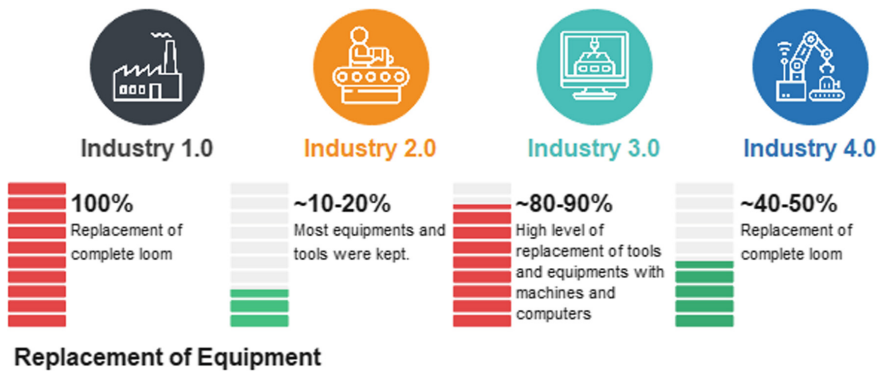 Industry 1.0
Industry 2.0
Industry 3.0
Industry 4.0
100%
Replacement of
complete loom
~10-20%
Most equipments and
tools were kept.
~80-90%
High level of
replacement of tools
and equipments with
machines and
computers
~40-50%
Replacement of
complete loom
Replacement of Equipment